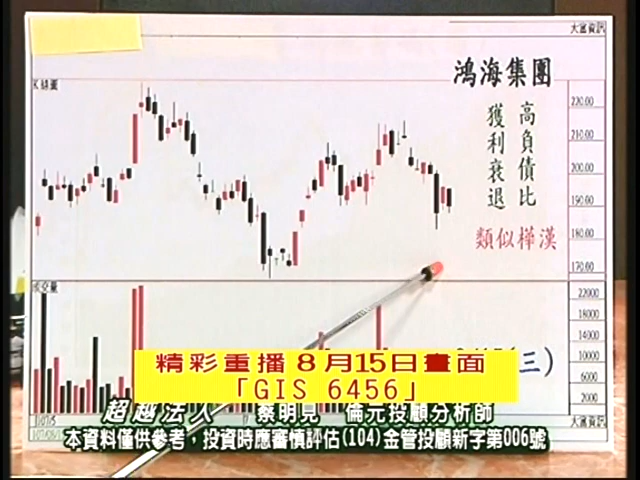 大富資訊
鴻海集團
K線圖
高負債比
獲利衰退
類似樺漢
220.00
210.00
200.00
190.00
180.00
170.00
成交量
22000
18000
14000
10000
6000
2000
(三)
大富資訊
精彩重播 8月15日畫面
「GIS 6456」
超越法人 蔡明見 倫元投顧分析師
本資料僅供參考，投資時應審慎評估(104)金管投顧新字第006號